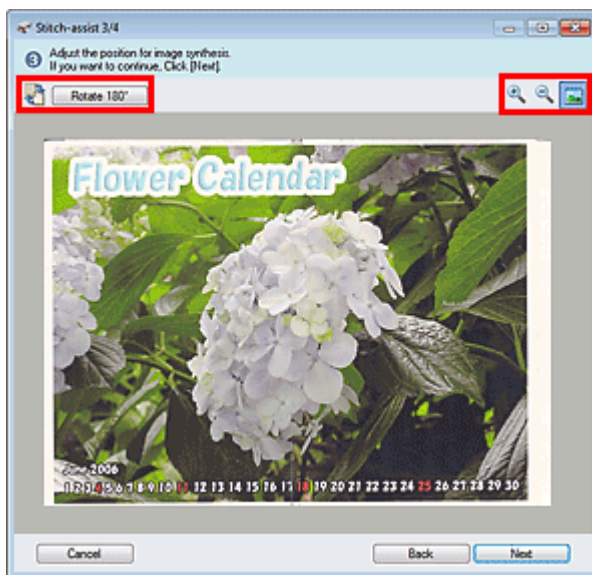 Stitch-assist 3/4
3 Adjust the position for image synthesis.
If you want to continue, Click [Next].
Rotate 180°
Flower Calendar
June 2006
1 2 3 4 5 6 7 8 9 10 11 12 13 14 15 16 17 18 19 20 21 22 23 24 25 26 27 28 29 30
Cancel Back Next